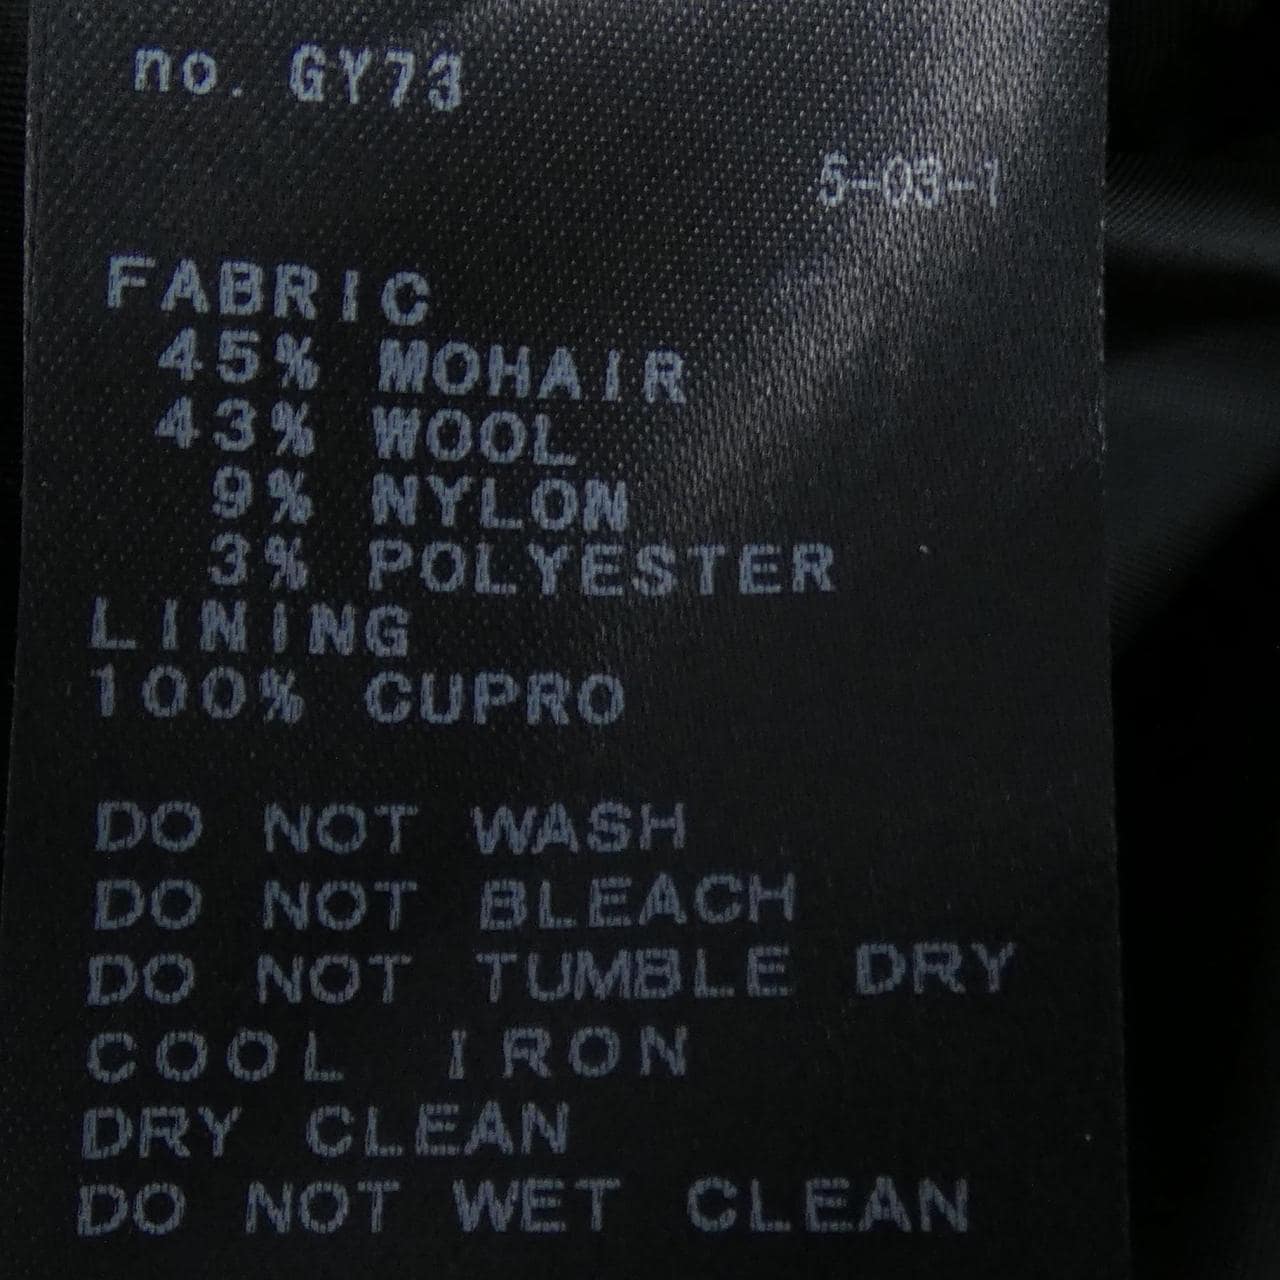 no. GY73
5-03-1
FABRIC
45% MOHAIR
43% WOOL
9% NYLON
3% POLYESTER
LINING
100% CUPRO
DO NOT WASH
DO NOT BLEACH
DO NOT TUMBLE DRY
COOL IRON
DRY CLEAN
DO NOT WET CLEAN